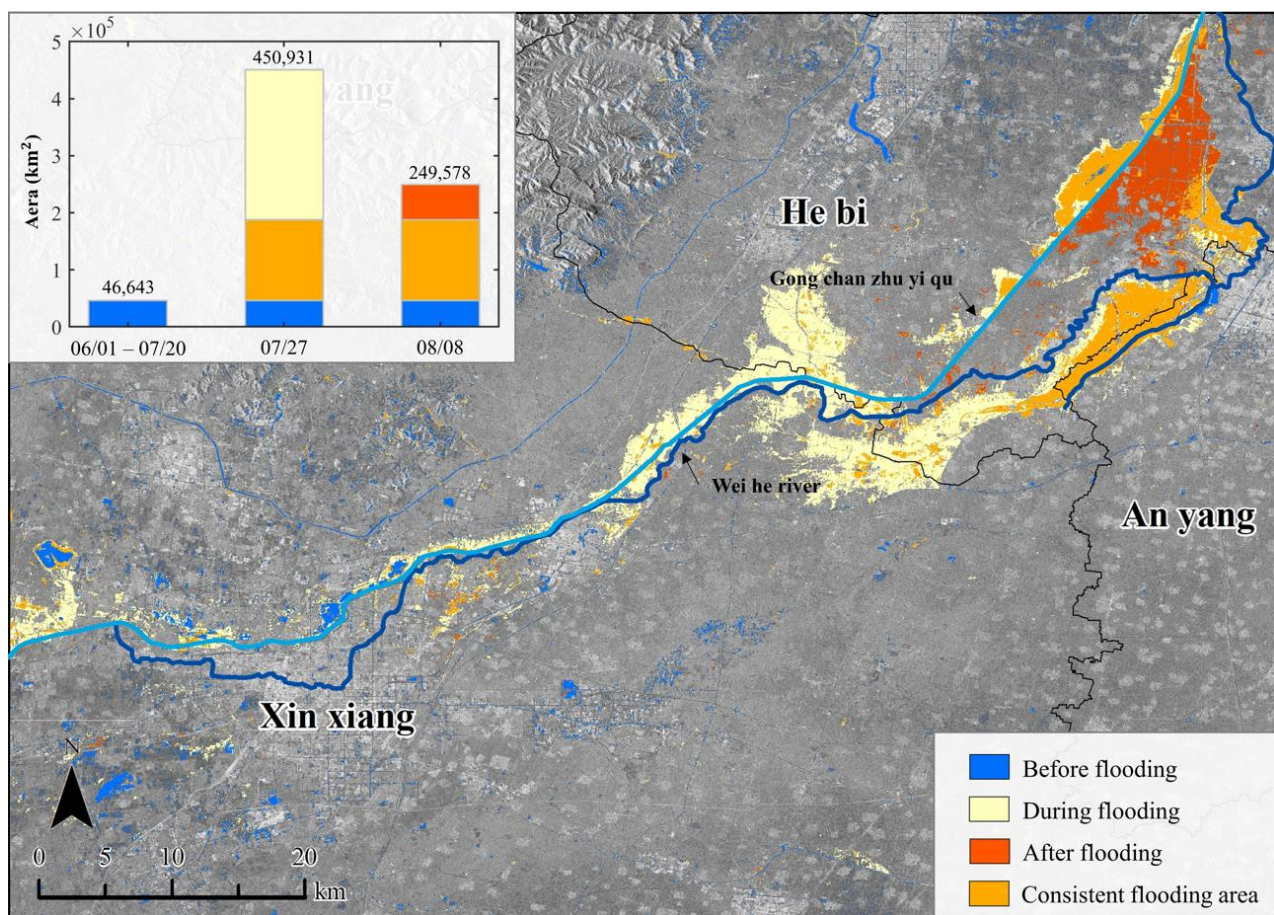 ×10⁵
5
4
3
2
1
0
Aera (km²)
450,931
249,578
46,643
06/01 – 07/20
07/27
08/08
yang
He bi
Gong chan zhu yi qu
Wei he river
An yang
Xin xiang
N
0 5 10 20
km
Before flooding
During flooding
After flooding
Consistent flooding area